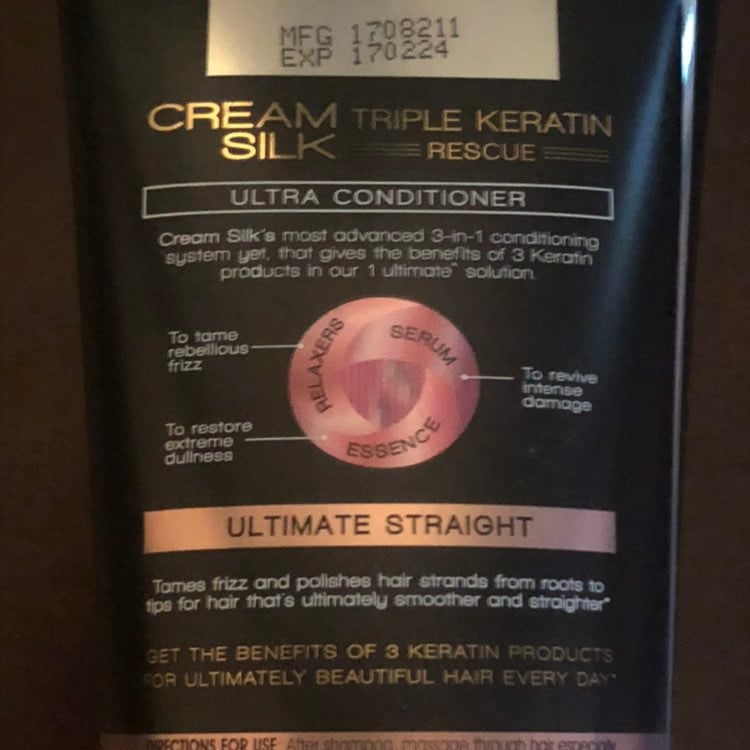 MFG 1708211
EXP 170224
CREAM SILK TRIPLE KERATIN RESCUE
ULTRA CONDITIONER
Cream Silk's most advanced 3-in-1 conditioning
system yet, that gives the benefits of 3 Keratin
products in our 1 ultimate* solution.
To tame
rebellious
frizz
RELAXERS
SERUM
To revive
intense
damage
To restore
extreme
dullness
ESSENCE
ULTIMATE STRAIGHT
Tames frizz and polishes hair strands from roots to
tips for hair that's ultimately smoother and straighter*
GET THE BENEFITS OF 3 KERATIN PRODUCTS
FOR ULTIMATELY BEAUTIFUL HAIR EVERY DAY*
DIRECTIONS FOR USE: After shampoo, massage through hair especially